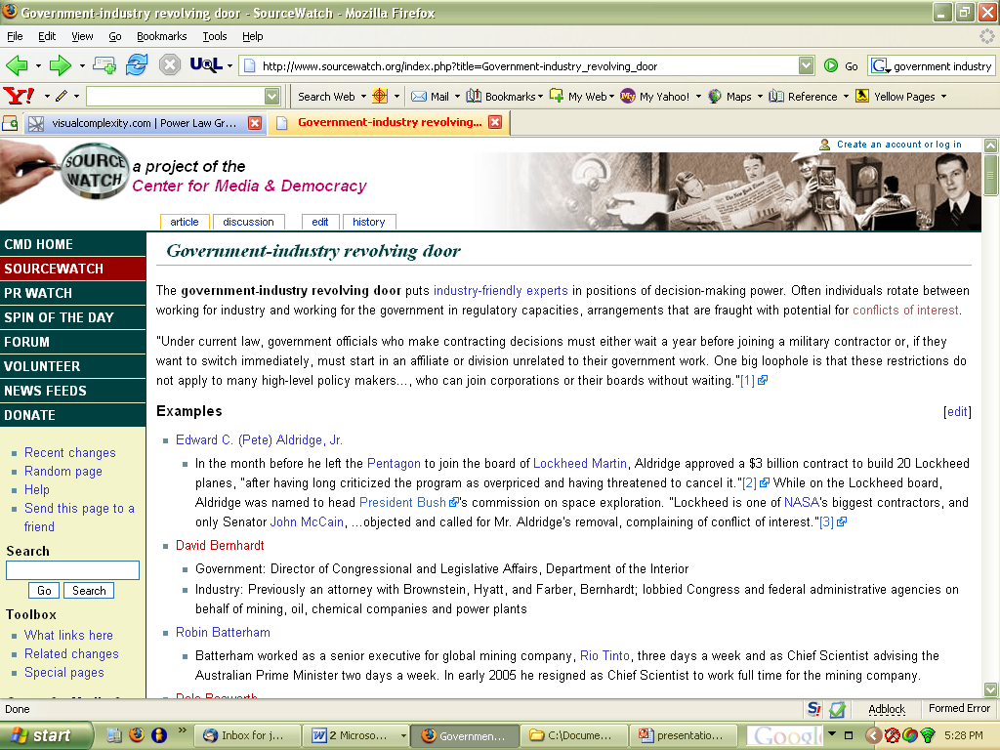 Government-industry revolving door - SourceWatch - Mozilla Firefox
File Edit View Go Bookmarks Tools Help
UQL http://www.sourcewatch.org/index.php?title=Government-industry_revolving_door Go G government industry
Y! Search Web Mail Bookmarks My Web My Yahoo! Maps Reference Yellow Pages
visualcomplexity.com | Power Law Gr... Government-industry revolving...
Create an account or log in
SOURCE WATCH
a project of the
Center for Media & Democracy
The New York Times
article discussion edit history
CMD HOME
SOURCEWATCH
PR WATCH
SPIN OF THE DAY
FORUM
VOLUNTEER
NEWS FEEDS
DONATE
Recent changes
Random page
Help
Send this page to a
friend
Search
Go Search
Toolbox
What links here
Related changes
Special pages
Government-industry revolving door
The government-industry revolving door puts industry-friendly experts in positions of decision-making power. Often individuals rotate between
working for industry and working for the government in regulatory capacities, arrangements that are fraught with potential for conflicts of interest.
"Under current law, government officials who make contracting decisions must either wait a year before joining a military contractor or, if they
want to switch immediately, must start in an affiliate or division unrelated to their government work. One big loophole is that these restrictions do
not apply to many high-level policy makers..., who can join corporations or their boards without waiting."[1]
Examples [edit]
Edward C. (Pete) Aldridge, Jr.
In the month before he left the Pentagon to join the board of Lockheed Martin, Aldridge approved a $3 billion contract to build 20 Lockheed
planes, "after having long criticized the program as overpriced and having threatened to cancel it."[2] While on the Lockheed board,
Aldridge was named to head President Bush's commission on space exploration. "Lockheed is one of NASA's biggest contractors, and
only Senator John McCain, ...objected and called for Mr. Aldridge's removal, complaining of conflict of interest."[3]
David Bernhardt
Government: Director of Congressional and Legislative Affairs, Department of the Interior
Industry: Previously an attorney with Brownstein, Hyatt, and Farber, Bernhardt; lobbied Congress and federal administrative agencies on
behalf of mining, oil, chemical companies and power plants
Robin Batterham
Batterham worked as a senior executive for global mining company, Rio Tinto, three days a week and as Chief Scientist advising the
Australian Prime Minister two days a week. In early 2005 he resigned as Chief Scientist to work full time for the mining company.
Done Adblock Formed Error
start Inbox for j... 2 Microso... Governmen... C:\Docume... presentatio... Google 5:28 PM